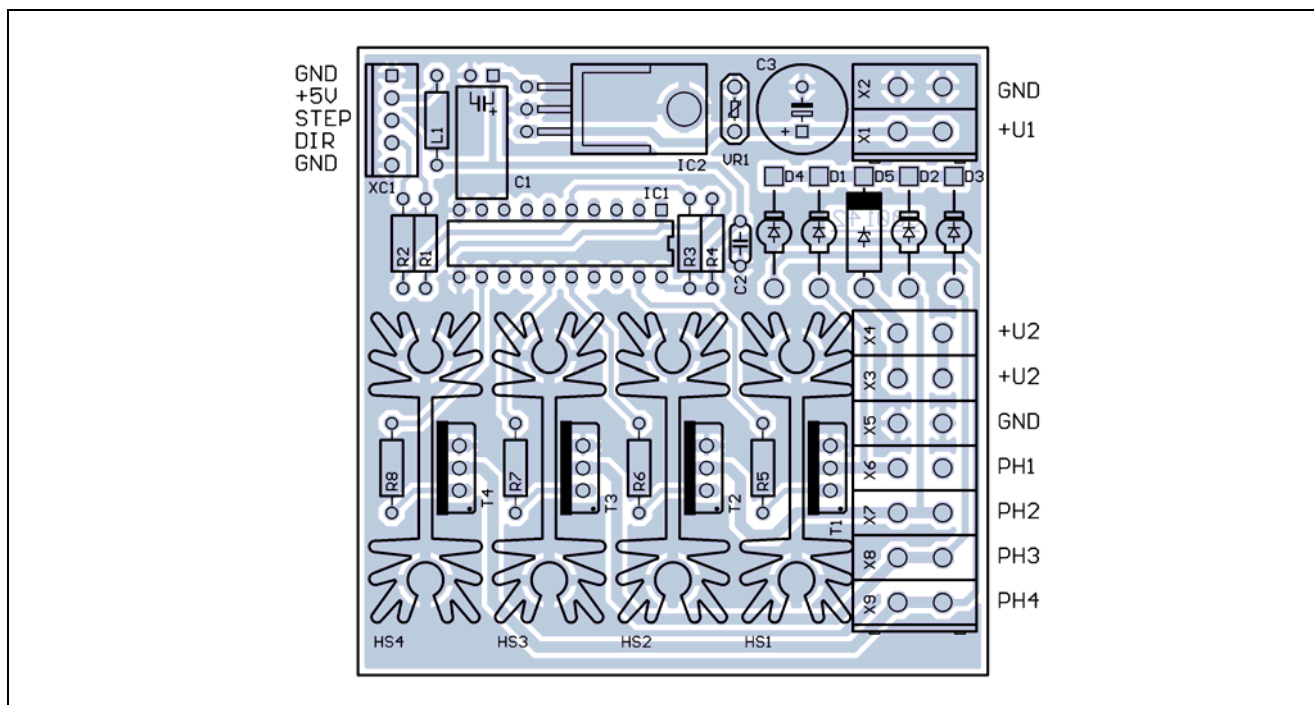 GND
+5V
STEP
DIR
GND
XC1
L1
C1
IC2
VR1
C3
+
+
X2
X1
GND
+U1
D4
D1
D5
D2
D3
R2
R1
IC1
R3
R4
C2
X4
X3
X5
X6
X7
X8
X9
+U2
+U2
GND
PH1
PH2
PH3
PH4
R8
T4
R7
T3
R6
T2
R5
T1
HS4
HS3
HS2
HS1